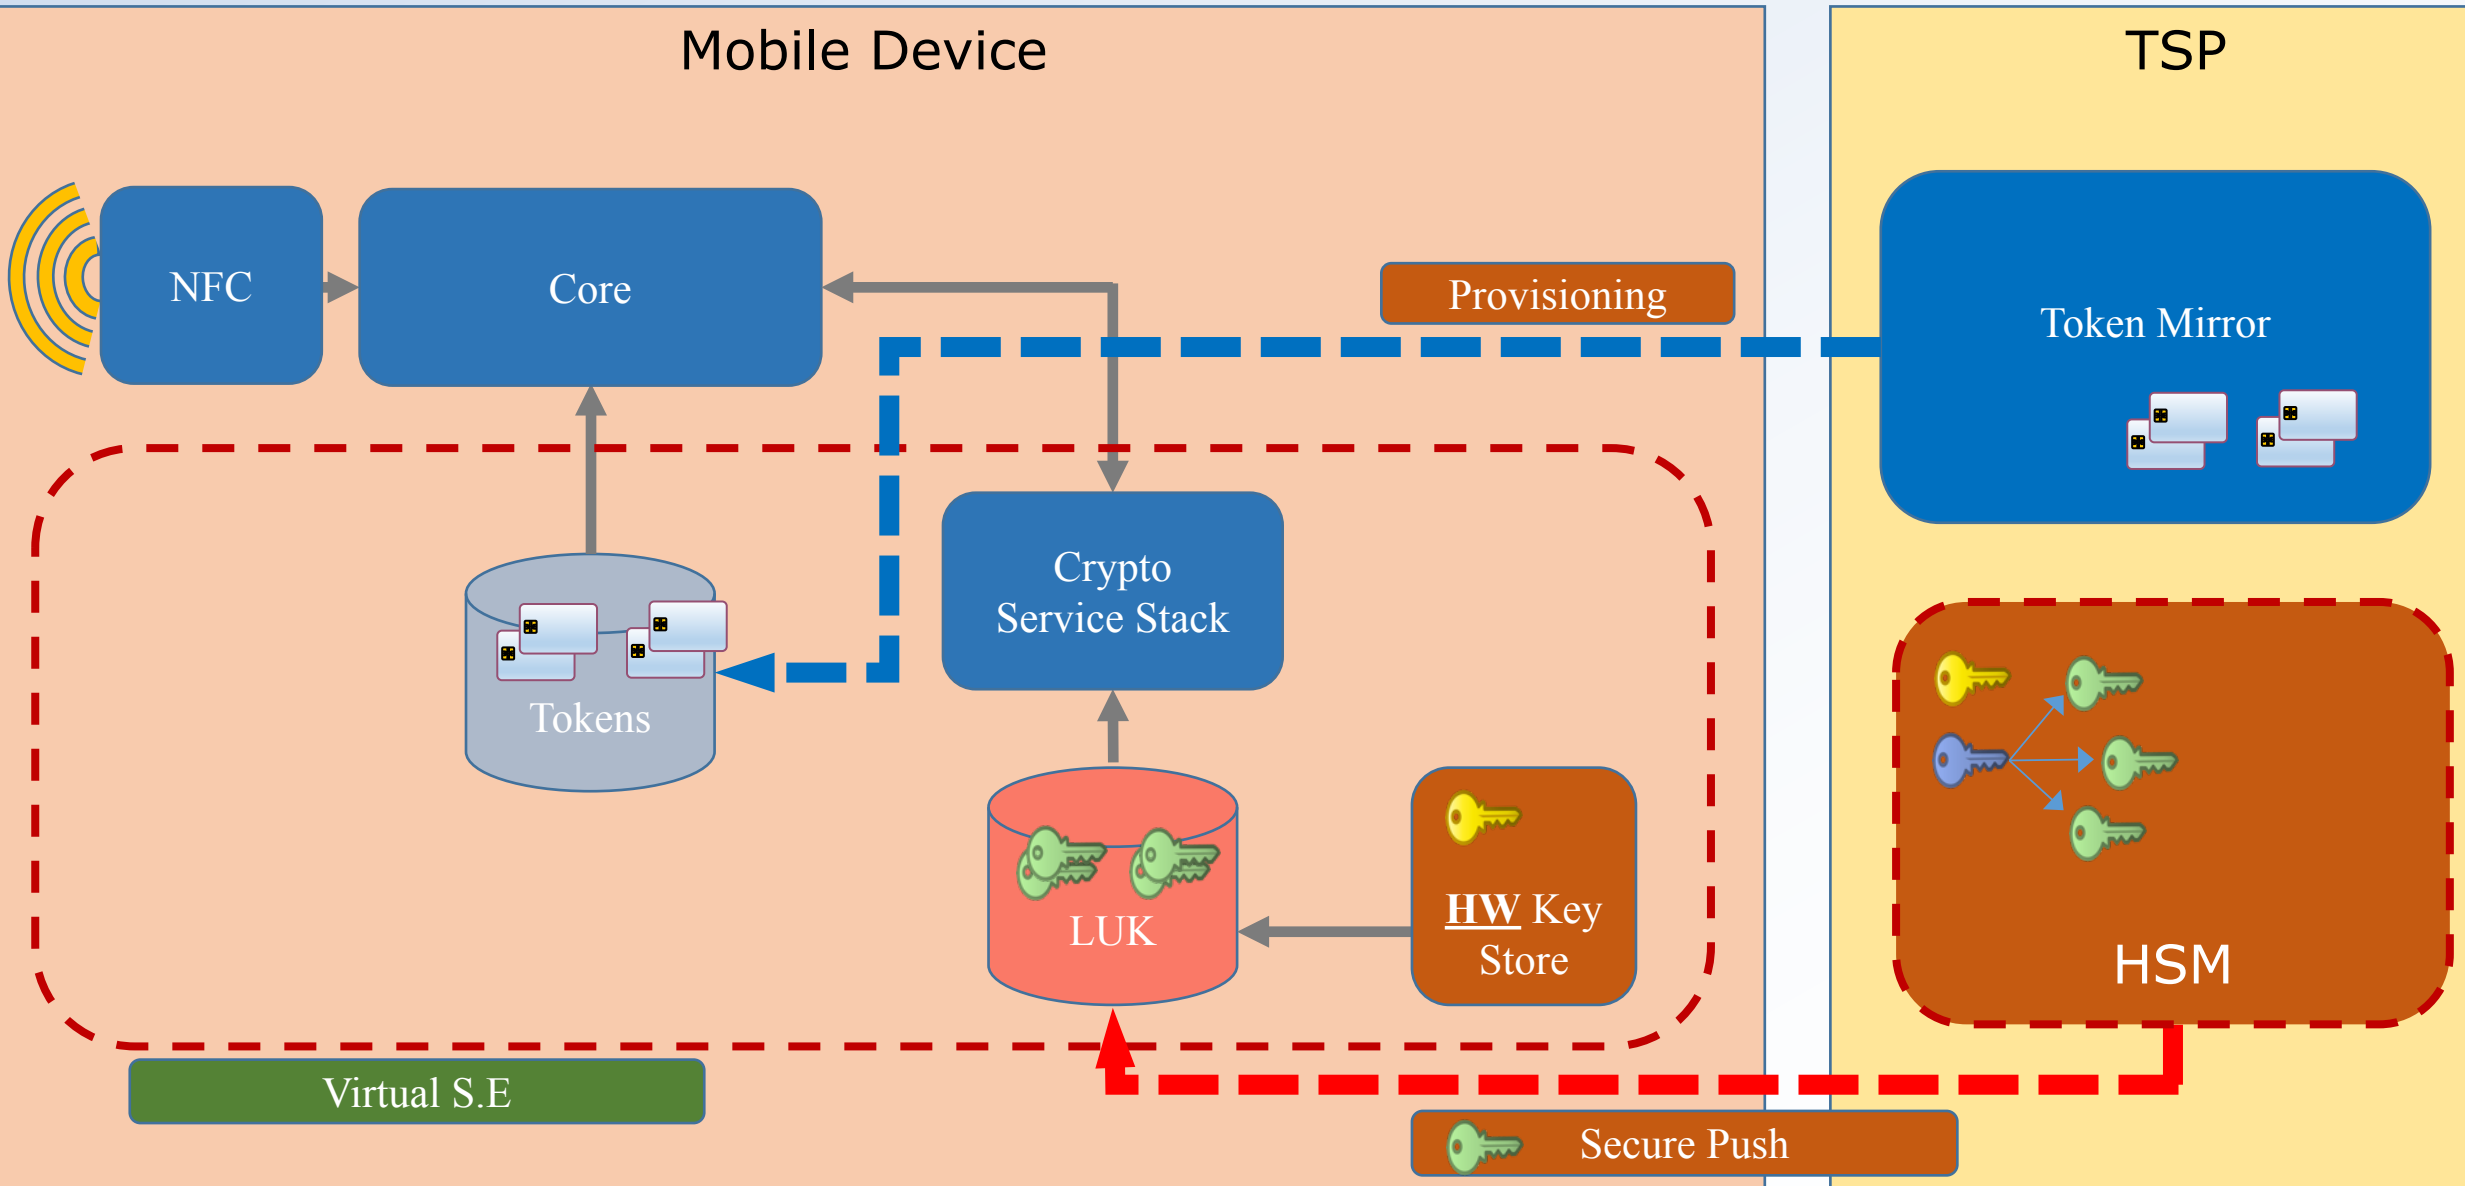 Mobile Device
TSP
NFC
Core
Provisioning
Token Mirror
Crypto
Service Stack
Tokens
LUK
HW Key
Store
HSM
Virtual S.E
Secure Push